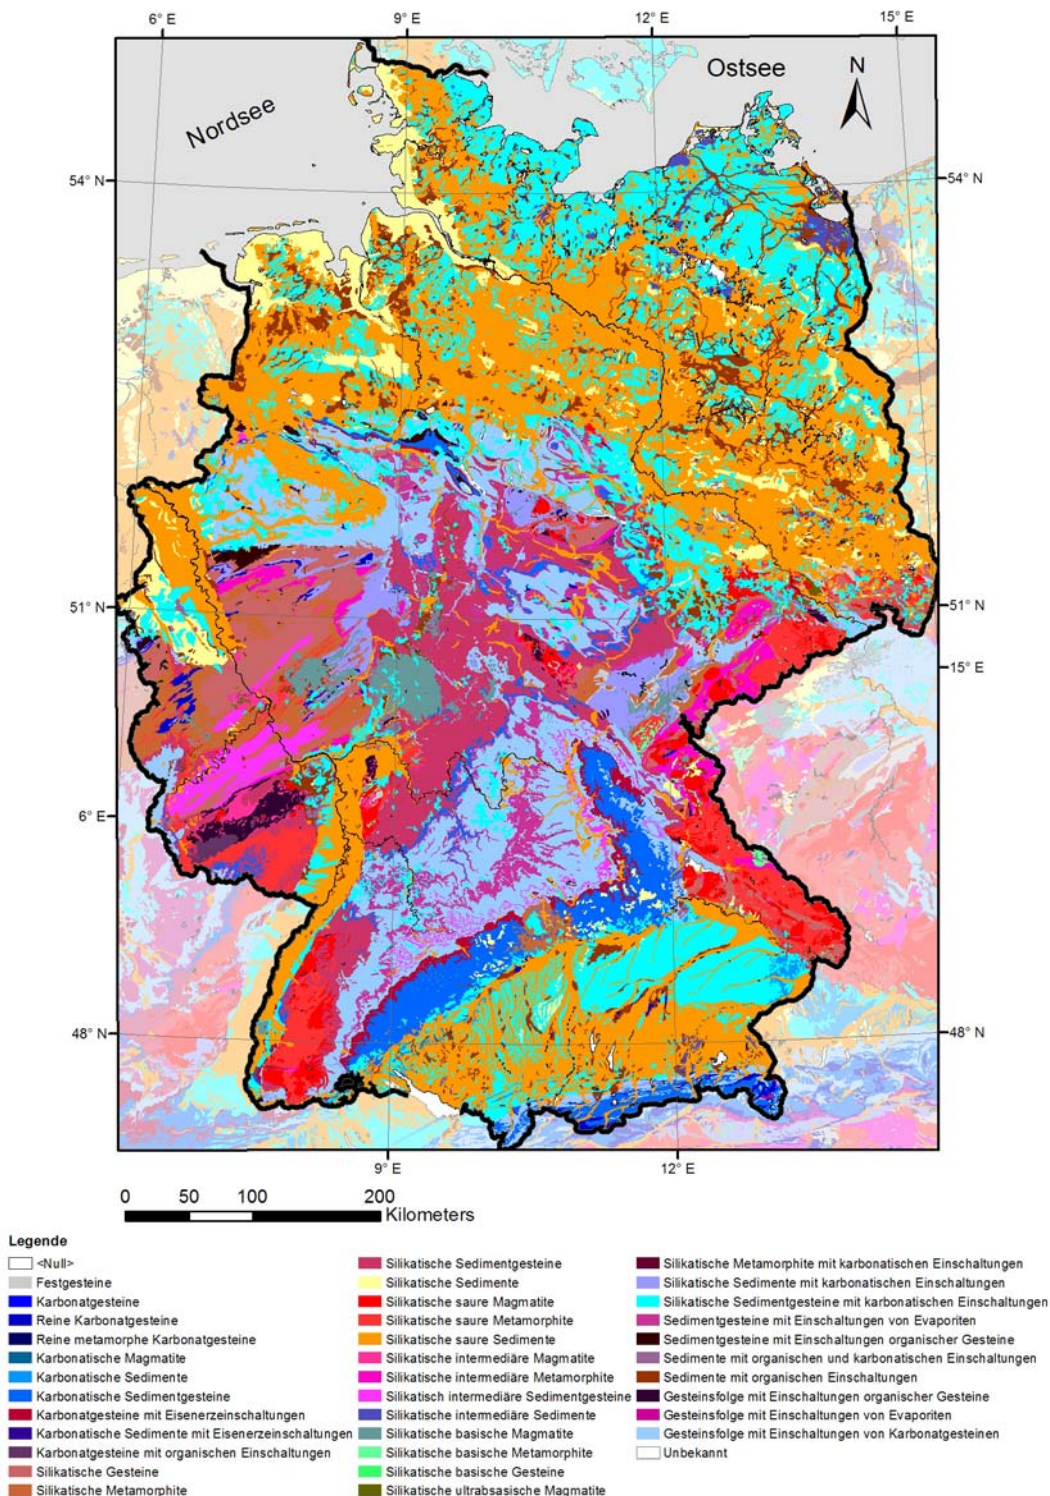 6° E 9° E 12° E 15° E
Nordsee
Ostsee
N
54° N 54° N
51° N 51° N
15° E
6° E
48° N 48° N
9° E 12° E
0 50 100 200
Kilometers
Legende
<Null>
Festgesteine
Karbonatgesteine
Reine Karbonatgesteine
Reine metamorphe Karbonatgesteine
Karbonatische Magmatite
Karbonatische Sedimente
Karbonatische Sedimentgesteine
Karbonatgesteine mit Eisenerzeinschaltungen
Karbonatische Sedimente mit Eisenerzeinschaltungen
Karbonatgesteine mit organischen Einschaltungen
Silikatische Gesteine
Silikatische Metamorphite
Silikatische Sedimentgesteine
Silikatische Sedimente
Silikatische saure Magmatite
Silikatische saure Metamorphite
Silikatische saure Sedimente
Silikatische intermediäre Magmatite
Silikatische intermediäre Metamorphite
Silikatisch intermediäre Sedimentgesteine
Silikatische intermediäre Sedimente
Silikatische basische Magmatite
Silikatische basische Metamorphite
Silikatische basische Gesteine
Silikatische ultrabsasische Magmatite
Silikatische Metamorphite mit karbonatischen Einschaltungen
Silikatische Sedimente mit karbonatischen Einschaltungen
Silikatische Sedimentgesteine mit karbonatischen Einschaltungen
Sedimentgesteine mit Einschaltungen von Evaporiten
Sedimentgesteine mit Einschaltungen organischer Gesteine
Sedimente mit organischen und karbonatischen Einschaltungen
Sedimente mit organischen Einschaltungen
Gesteinsfolge mit Einschaltungen organischer Gesteine
Gesteinsfolge mit Einschaltungen von Evaporiten
Gesteinsfolge mit Einschaltungen von Karbonatgesteinen
Unbekannt